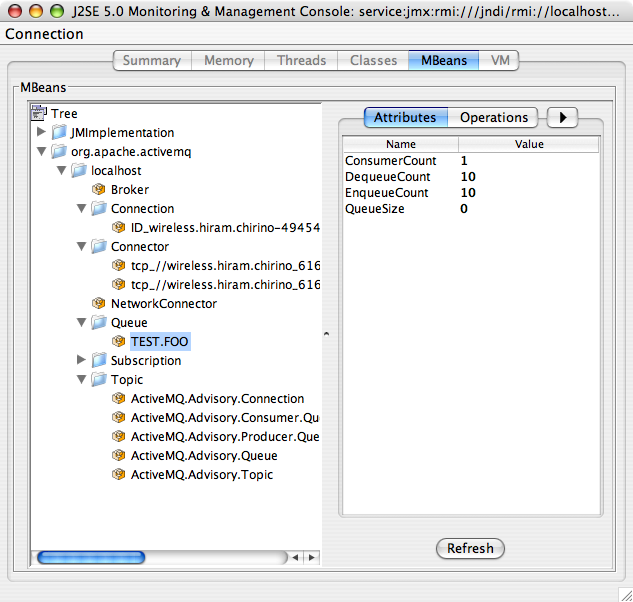 J2SE 5.0 Monitoring & Management Console: service:jmx:rmi:///jndi/rmi://localhost...
Connection
Summary Memory Threads Classes MBeans VM
MBeans
Tree
JMImplementation
org.apache.activemq
localhost
Broker
Connection
ID_wireless.hiram.chirino-49454
Connector
tcp_//wireless.hiram.chirino_616
tcp_//wireless.hiram.chirino_616
NetworkConnector
Queue
TEST.FOO
Subscription
Topic
ActiveMQ.Advisory.Connection
ActiveMQ.Advisory.Consumer.Qu
ActiveMQ.Advisory.Producer.Que
ActiveMQ.Advisory.Queue
ActiveMQ.Advisory.Topic
Attributes Operations
Name Value
ConsumerCount 1
DequeueCount 10
EnqueueCount 10
QueueSize 0
Refresh